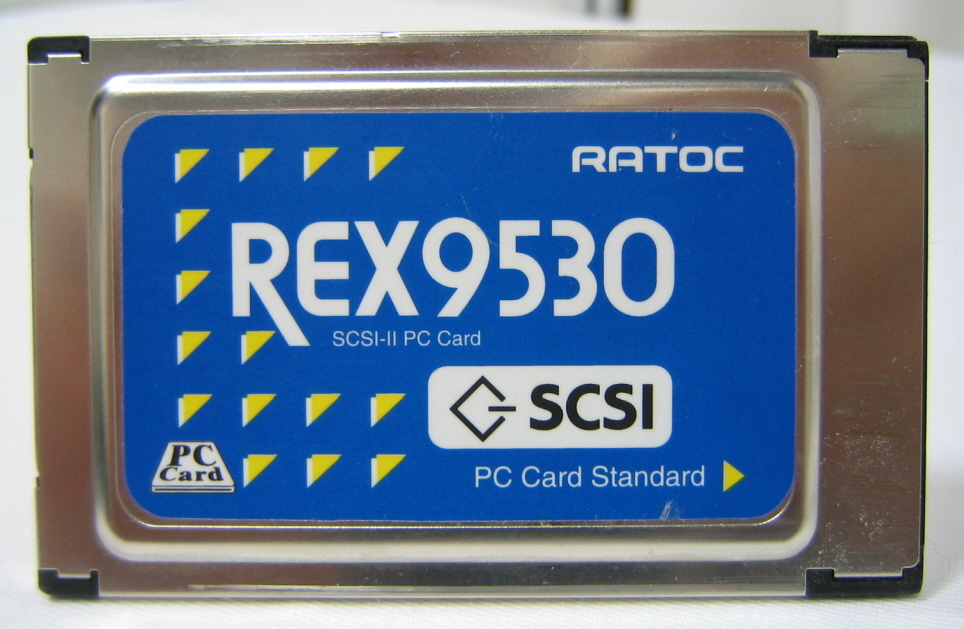 RATOC
REX9530
SCSI-II PC Card
SCSI
PC
Card
PC Card Standard